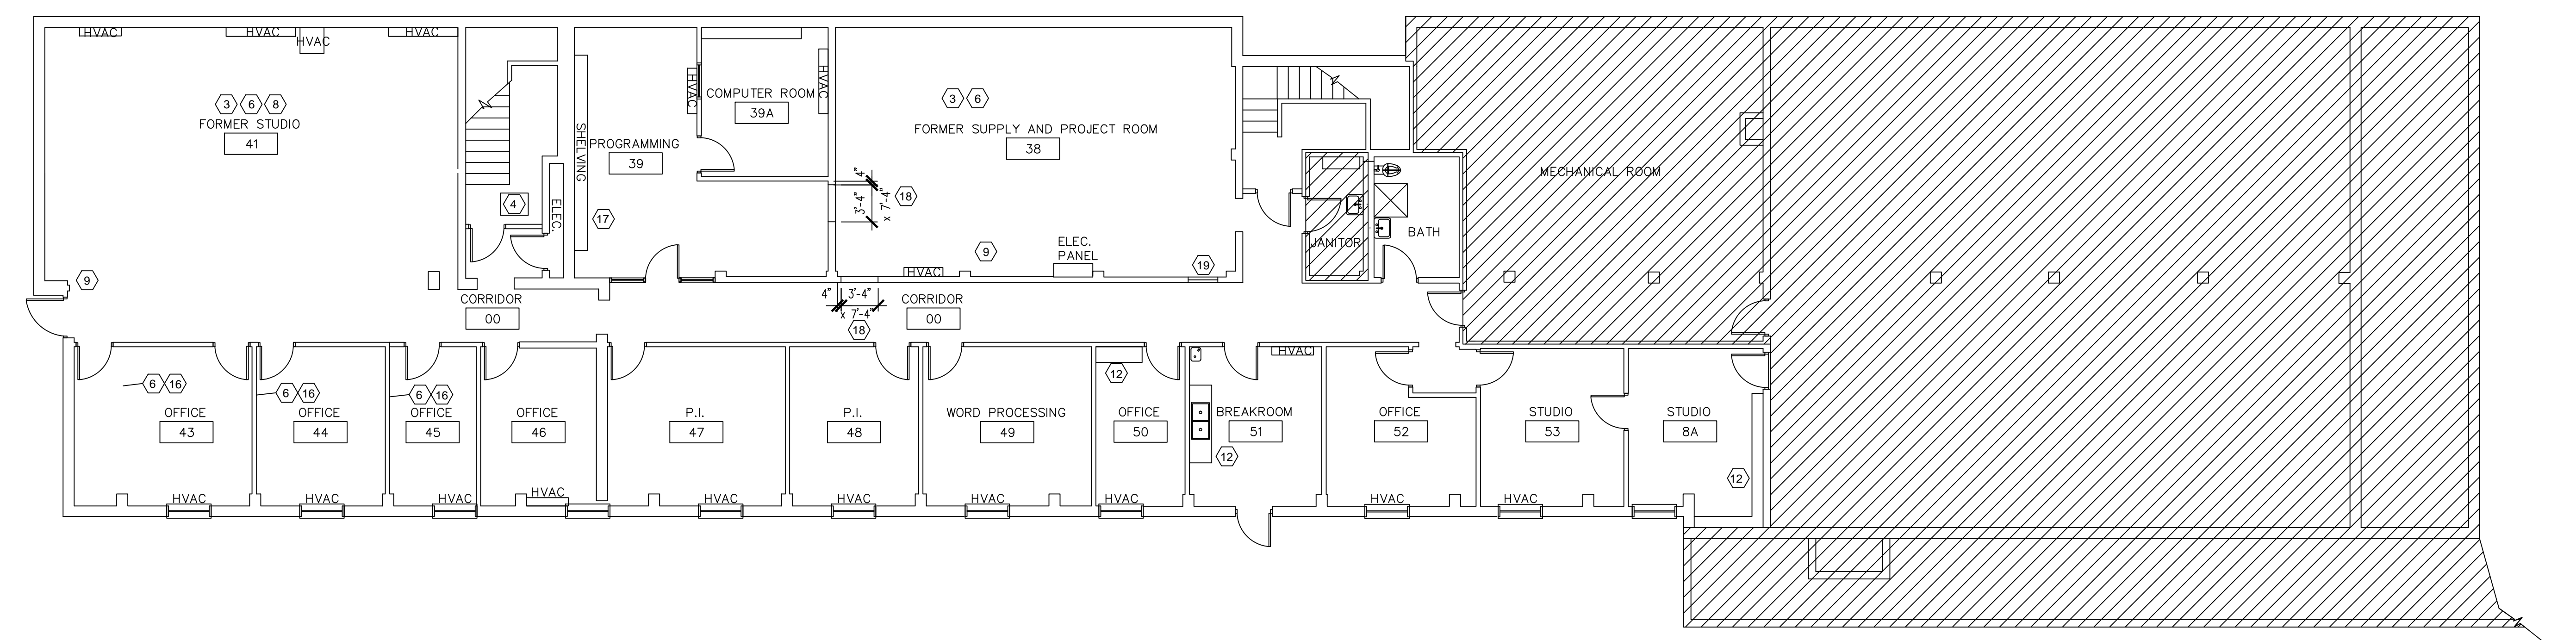 HVAC
HVAC
HVAC
HVAC
3 6 8
FORMER STUDIO
41
9
4
ELEC.
SHELVING
PROGRAMMING
39
17
HVAC
COMPUTER ROOM
39A
HVAC
3 6
FORMER SUPPLY AND PROJECT ROOM
38
4"
3'-4"
x 7'-4"
18
9
ELEC.
PANEL
HVAC
19
JANITOR
BATH
MECHANICAL ROOM
CORRIDOR
00
4"
3'-4"
x 7'-4"
18
CORRIDOR
00
6 16
OFFICE
43
HVAC
6 16
OFFICE
44
HVAC
6 16
OFFICE
45
HVAC
OFFICE
46
HVAC
P.I.
47
HVAC
P.I.
48
HVAC
WORD PROCESSING
49
HVAC
12
OFFICE
50
HVAC
HVAC
BREAKROOM
51
12
OFFICE
52
HVAC
STUDIO
53
HVAC
STUDIO
8A
12